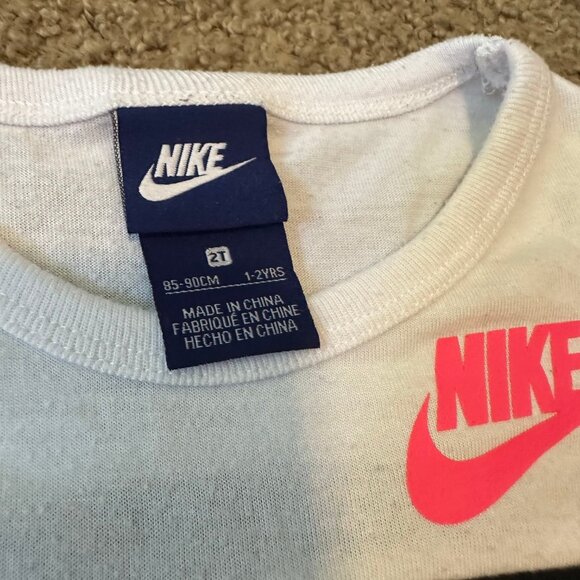 NIKE
2T
85-90CM 1-2YRS
MADE IN CHINA
FABRIQUÉ EN CHINE
HECHO EN CHINA
NIKE